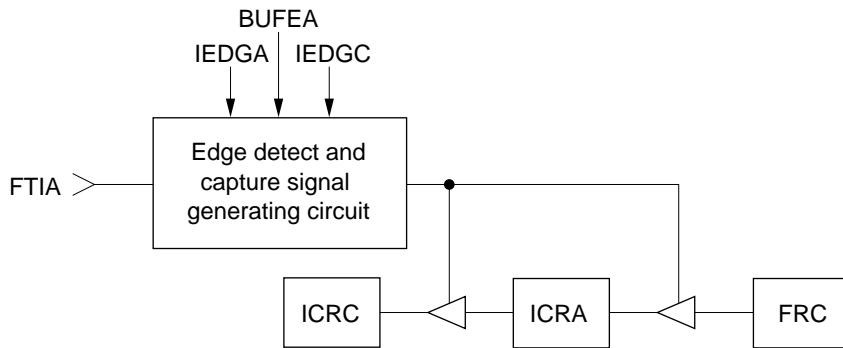 BUFEA
IEDGA IEDGC
Edge detect and
capture signal
generating circuit
FTIA
ICRC ICRA FRC